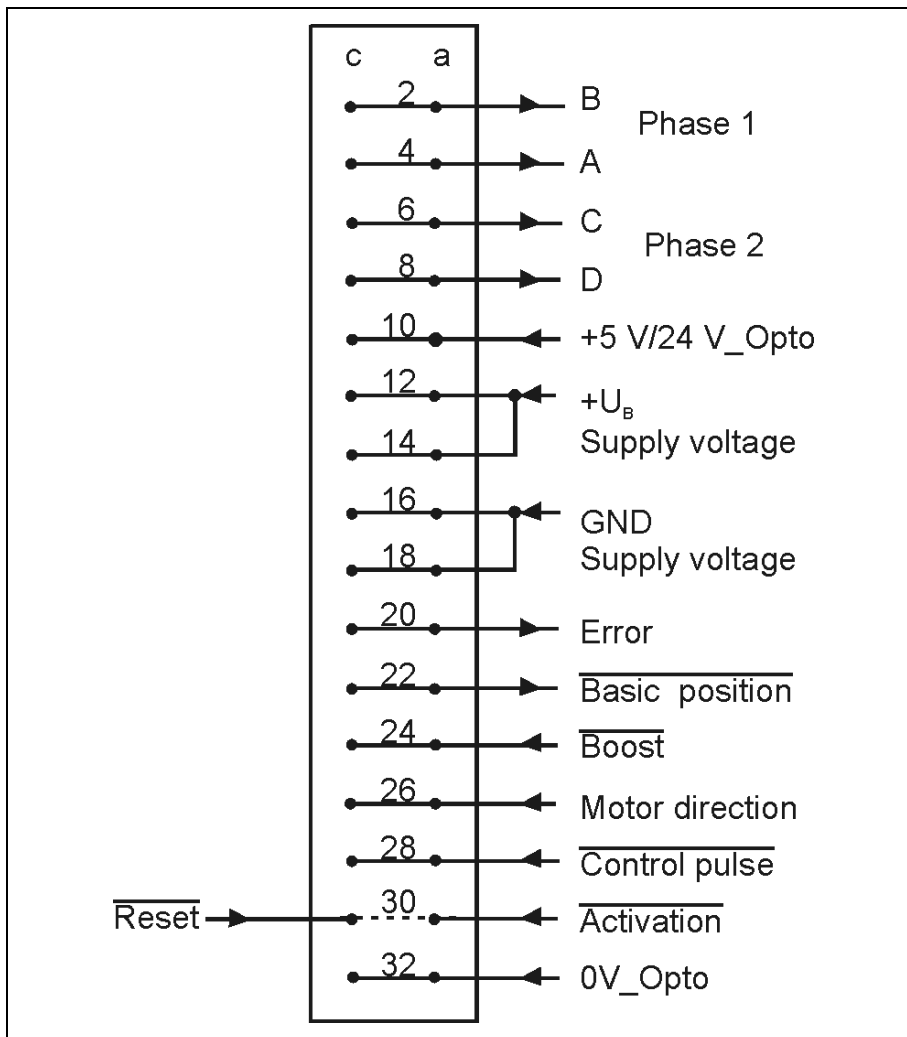 c a
2 B
Phase 1
4 A
6 C
Phase 2
8 D
10 +5 V/24 V_Opto
12 +U_B
14 Supply voltage
16 GND
18 Supply voltage
20 Error
22 Basic position
24 Boost
26 Motor direction
28 Control pulse
Reset 30 Activation
32 0V_Opto